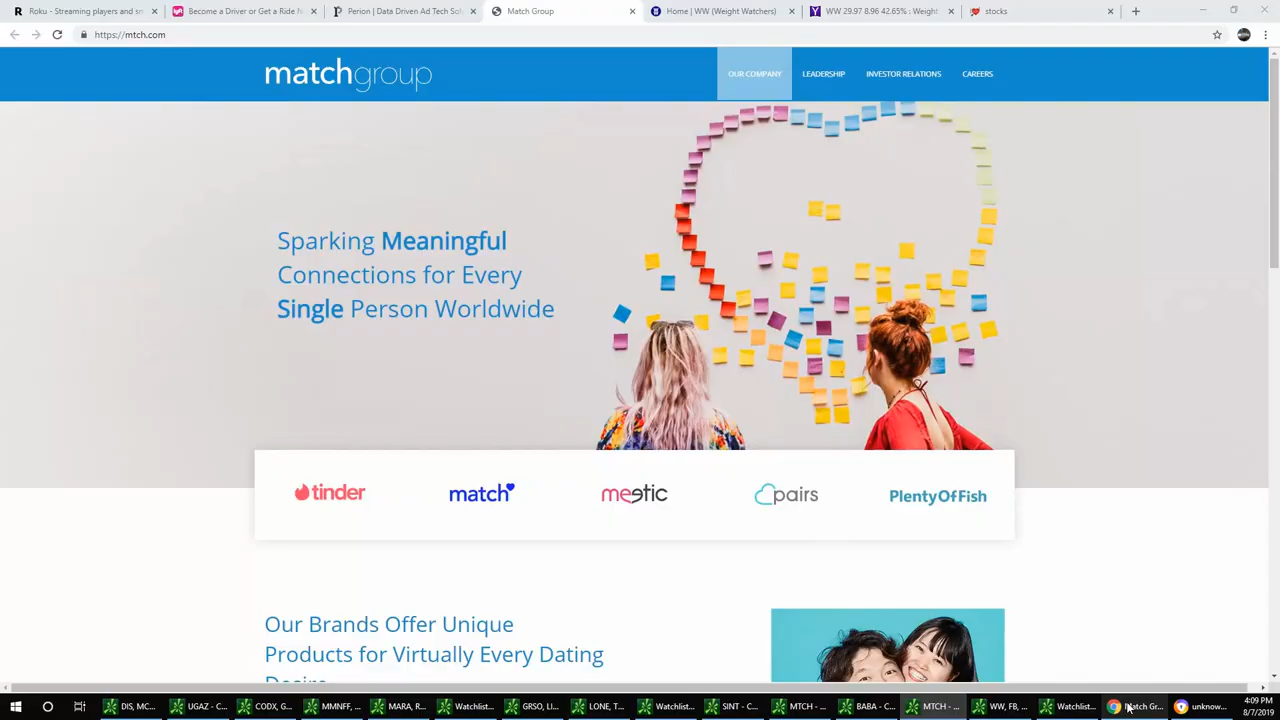 Roku - Streaming players and sm
Become a Driver or Get a Ride n
Perion | Data Driven Ad Tech Sol
Match Group
Home | WW (Weight Watchers)
WW 29.97 8.96 42.65% : Weight
stocks
https://mtch.com
matchgroup
OUR COMPANY
LEADERSHIP
INVESTOR RELATIONS
CAREERS
Sparking Meaningful
Connections for Every
Single Person Worldwide
tinder
match
meetic
pairs
PlentyOfFish
Our Brands Offer Unique
Products for Virtually Every Dating
Desire
DIS, MC...
UGAZ - C...
CODX, G...
MMNFF, ...
MARA, R...
Watchlist...
GRSO, LI...
LONE, T...
Watchlist...
SINT - C...
MTCH - ...
BABA - C...
MTCH - ...
WW, FB, ...
Watchlist...
Match Gr...
unknow...
4:09 PM
8/7/2019